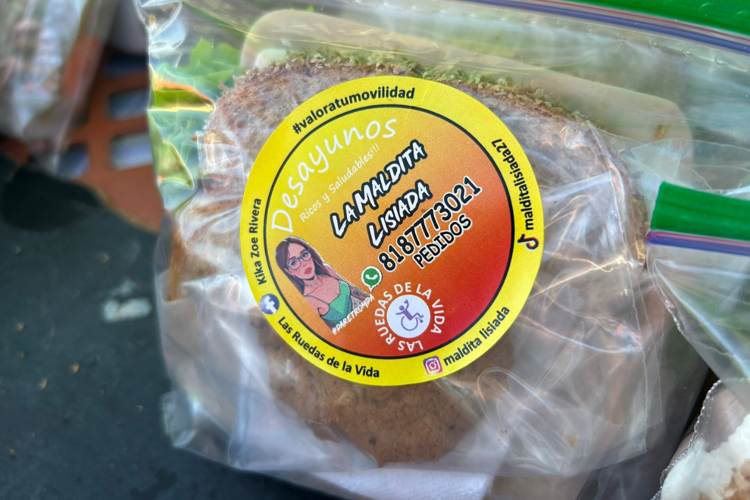 #valoratumovilidad
Desayunos
Ricos y Saludables!!!
LA MALDITA
LISIADA
8187773021
PEDIDOS
#DARETROMPA
LAS RUEDAS DE LA VIDA
Kika Zoe Rivera
Las Ruedas de la Vida
maldita lisiada
malditalisiada27